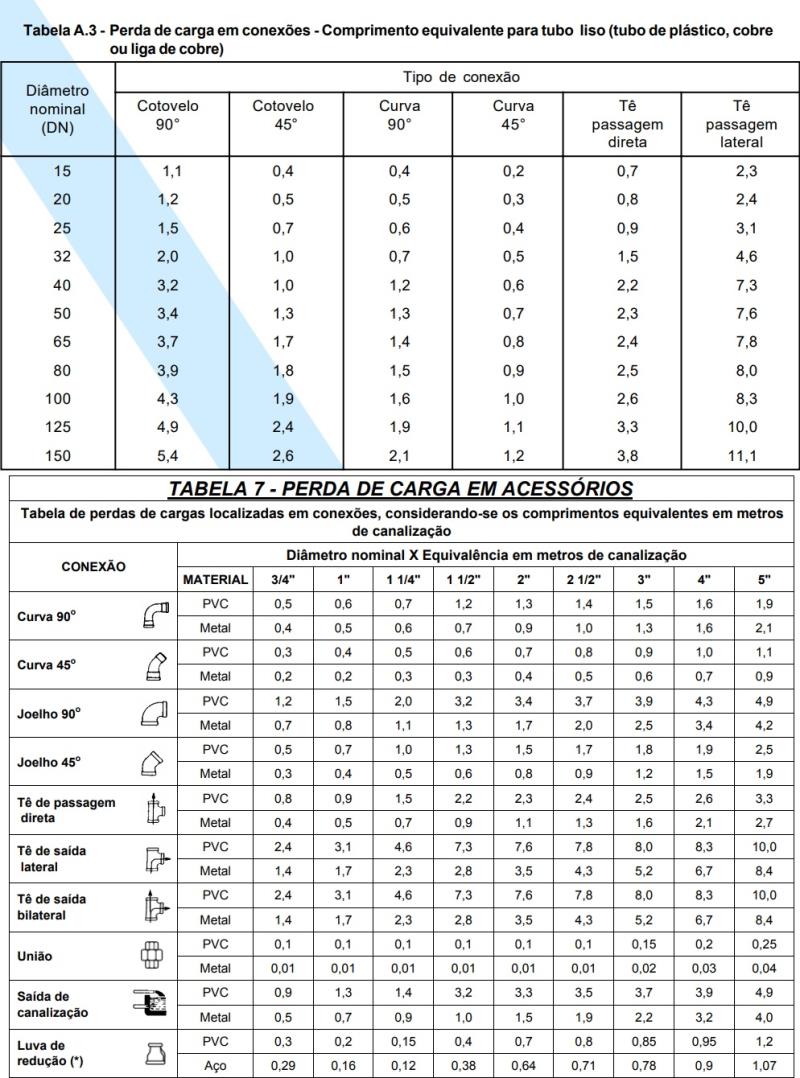 Tabela A.3 - Perda de carga em conexões - Comprimento equivalente para tubo liso (tubo de plástico, cobre
ou liga de cobre)
Diâmetro nominal (DN) Tipo de conexão
Cotovelo 90° Cotovelo 45° Curva 90° Curva 45° Tê passagem direta Tê passagem lateral
15 1,1 0,4 0,4 0,2 0,7 2,3
20 1,2 0,5 0,5 0,3 0,8 2,4
25 1,5 0,7 0,6 0,4 0,9 3,1
32 2,0 1,0 0,7 0,5 1,5 4,6
40 3,2 1,0 1,2 0,6 2,2 7,3
50 3,4 1,3 1,3 0,7 2,3 7,6
65 3,7 1,7 1,4 0,8 2,4 7,8
80 3,9 1,8 1,5 0,9 2,5 8,0
100 4,3 1,9 1,6 1,0 2,6 8,3
125 4,9 2,4 1,9 1,1 3,3 10,0
150 5,4 2,6 2,1 1,2 3,8 11,1
TABELA 7 - PERDA DE CARGA EM ACESSÓRIOS
Tabela de perdas de cargas localizadas em conexões, considerando-se os comprimentos equivalentes em metros
de canalização
CONEXÃO Diâmetro nominal X Equivalência em metros de canalização
MATERIAL 3/4" 1" 1 1/4" 1 1/2" 2" 2 1/2" 3" 4" 5"
Curva 90º PVC 0,5 0,6 0,7 1,2 1,3 1,4 1,5 1,6 1,9
Metal 0,4 0,5 0,6 0,7 0,9 1,0 1,3 1,6 2,1
Curva 45º PVC 0,3 0,4 0,5 0,6 0,7 0,8 0,9 1,0 1,1
Metal 0,2 0,2 0,3 0,3 0,4 0,5 0,6 0,7 0,9
Joelho 90º PVC 1,2 1,5 2,0 3,2 3,4 3,7 3,9 4,3 4,9
Metal 0,7 0,8 1,1 1,3 1,7 2,0 2,5 3,4 4,2
Joelho 45º PVC 0,5 0,7 1,0 1,3 1,5 1,7 1,8 1,9 2,5
Metal 0,3 0,4 0,5 0,6 0,8 0,9 1,2 1,5 1,9
Tê de passagem direta PVC 0,8 0,9 1,5 2,2 2,3 2,4 2,5 2,6 3,3
Metal 0,4 0,5 0,7 0,9 1,1 1,3 1,6 2,1 2,7
Tê de saída lateral PVC 2,4 3,1 4,6 7,3 7,6 7,8 8,0 8,3 10,0
Metal 1,4 1,7 2,3 2,8 3,5 4,3 5,2 6,7 8,4
Tê de saída bilateral PVC 2,4 3,1 4,6 7,3 7,6 7,8 8,0 8,3 10,0
Metal 1,4 1,7 2,3 2,8 3,5 4,3 5,2 6,7 8,4
União PVC 0,1 0,1 0,1 0,1 0,1 0,1 0,15 0,2 0,25
Metal 0,01 0,01 0,01 0,01 0,01 0,01 0,02 0,03 0,04
Saída de canalização PVC 0,9 1,3 1,4 3,2 3,3 3,5 3,7 3,9 4,9
Metal 0,5 0,7 0,9 1,0 1,5 1,9 2,2 3,2 4,0
Luva de redução (*) PVC 0,3 0,2 0,15 0,4 0,7 0,8 0,85 0,95 1,2
Aço 0,29 0,16 0,12 0,38 0,64 0,71 0,78 0,9 1,07